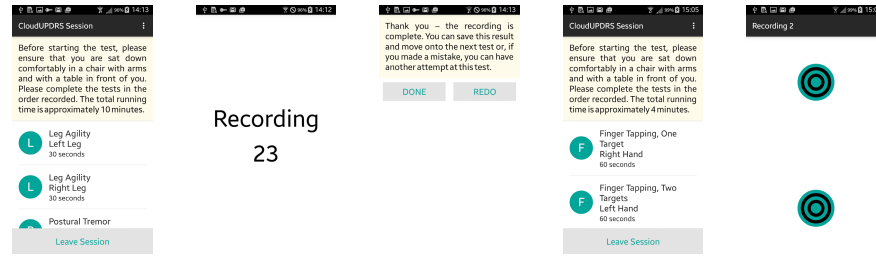 14:13
CloudUPDRS Session
Before starting the test, please
ensure that you are sat down
comfortably in a chair with arms
and with a table in front of you.
Please complete the tests in the
order recorded. The total running
time is approximately 10 minutes.
L
Leg Agility
Left Leg
30 seconds
L
Leg Agility
Right Leg
30 seconds
Postural Tremor
Leave Session
90% 14:12
Recording
23
90% 14:13
Thank you – the recording is
complete. You can save this result
and move onto the next test or, if
you made a mistake, you can have
another attempt at this test.
DONE
REDO
90% 15:05
CloudUPDRS Session
Before starting the test, please
ensure that you are sat down
comfortably in a chair with arms
and with a table in front of you.
Please complete the tests in the
order recorded. The total running
time is approximately 4 minutes.
F
Finger Tapping, One
Target
Right Hand
60 seconds
F
Finger Tapping, Two
Targets
Left Hand
60 seconds
Leave Session
Recording 2